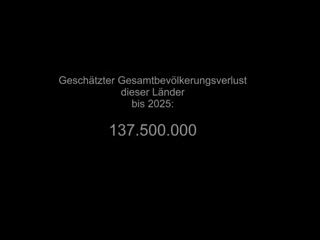 Geschätzter Gesamtbevölkerungsverlust
dieser Länder
bis 2025:
137.500.000